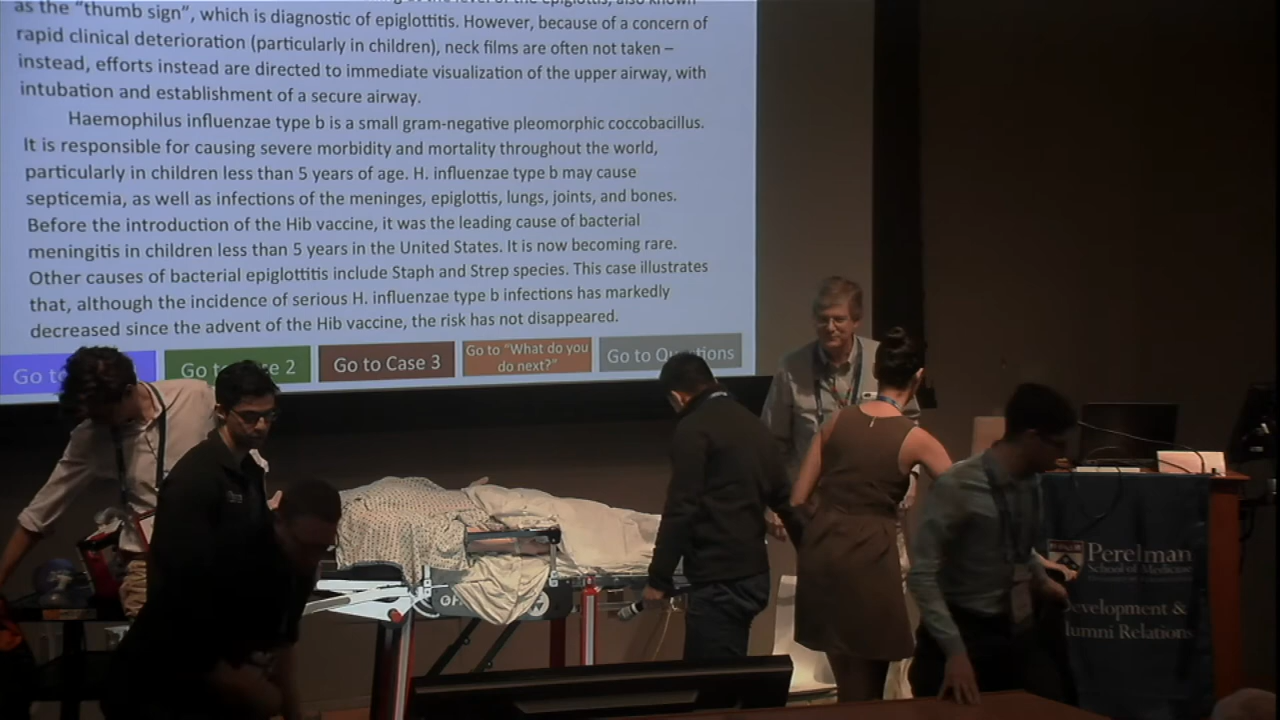 as the “thumb sign”, which is diagnostic of epiglottitis. However, because of a concern of
rapid clinical deterioration (particularly in children), neck films are often not taken –
instead, efforts instead are directed to immediate visualization of the upper airway, with
intubation and establishment of a secure airway.
Haemophilus influenzae type b is a small gram-negative pleomorphic coccobacillus.
It is responsible for causing severe morbidity and mortality throughout the world,
particularly in children less than 5 years of age. H. influenzae type b may cause
septicemia, as well as infections of the meninges, epiglottis, lungs, joints, and bones.
Before the introduction of the Hib vaccine, it was the leading cause of bacterial
meningitis in children less than 5 years in the United States. It is now becoming rare.
Other causes of bacterial epiglottitis include Staph and Strep species. This case illustrates
that, although the incidence of serious H. influenzae type b infections has markedly
decreased since the advent of the Hib vaccine, the risk has not disappeared.
Go
2
Go to Case 3
Go to “What do you
do next?”
Go to Questions
Perelman
School of Medicine
Development &
Alumni Relations